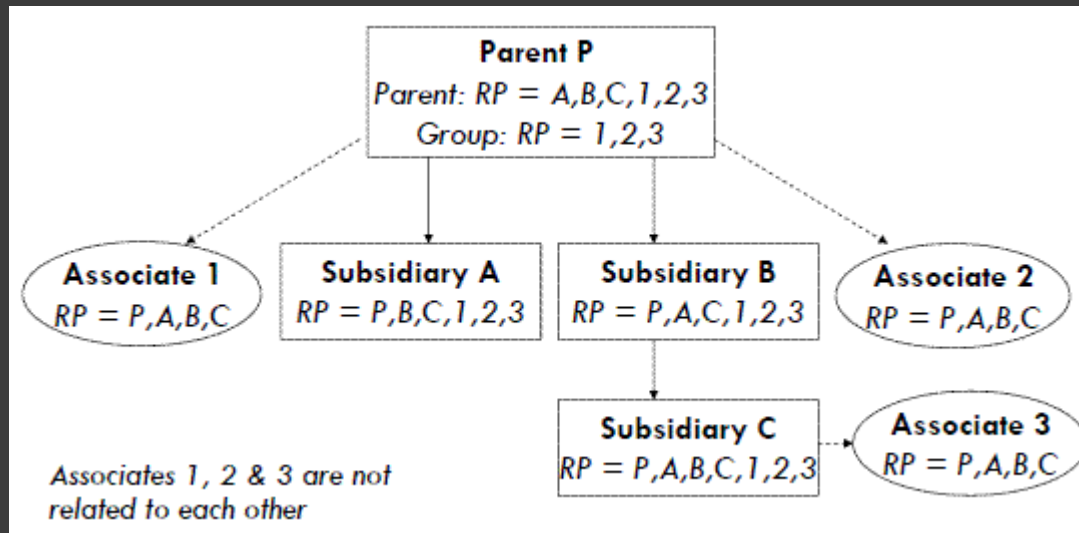 Parent P
Parent: RP = A,B,C,1,2,3
Group: RP = 1,2,3
Associate 1
RP = P,A,B,C
Subsidiary A
RP = P,B,C,1,2,3
Subsidiary B
RP = P,A,C,1,2,3
Associate 2
RP = P,A,B,C
Subsidiary C
RP = P,A,B,C,1,2,3
Associate 3
RP = P,A,B,C
Associates 1, 2 & 3 are not
related to each other